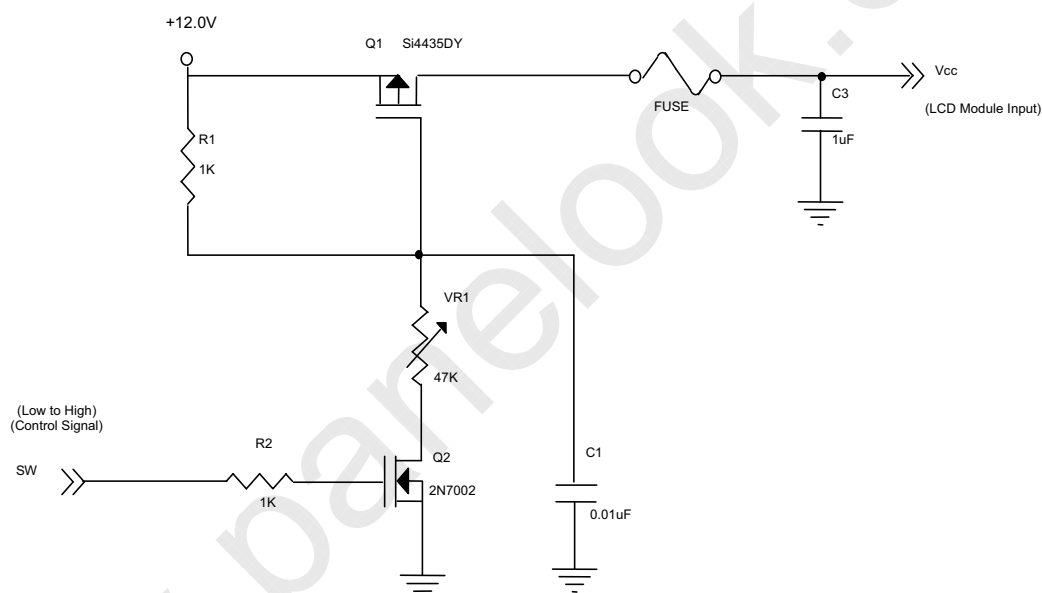 +12.0V
Q1 Si4435DY
Vcc
FUSE
C3
(LCD Module Input)
R1
1uF
1K
VR1
47K
(Low to High)
(Control Signal)
R2
C1
Q2
SW
2N7002
1K
0.01uF
panelook.